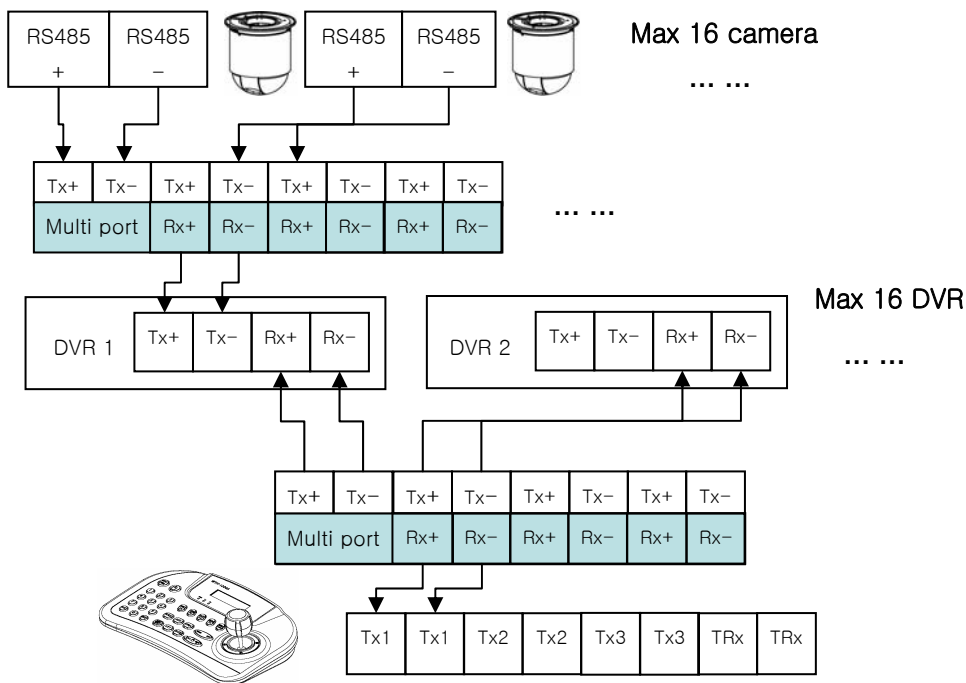 RS485 RS485 RS485 RS485 Max 16 camera
+ − + − ... ...
Tx+ Tx− Tx+ Tx− Tx+ Tx− Tx+ Tx−
Multi port Rx+ Rx− Rx+ Rx− Rx+ Rx− ... ...
Max 16 DVR
DVR 1 Tx+ Tx− Rx+ Rx− DVR 2 Tx+ Tx− Rx+ Rx− ... ...
Tx+ Tx− Tx+ Tx− Tx+ Tx− Tx+ Tx−
Multi port Rx+ Rx− Rx+ Rx− Rx+ Rx−
Tx1 Tx1 Tx2 Tx2 Tx3 Tx3 TRx TRx